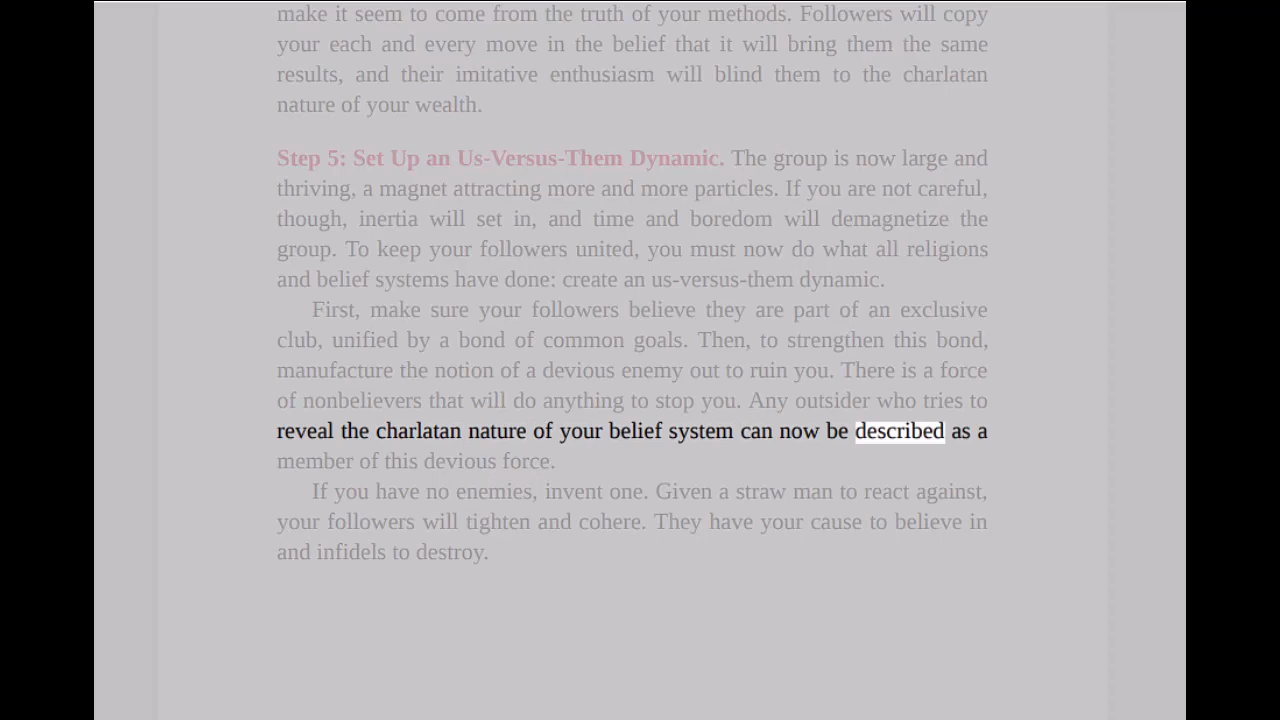 make it seem to come from the truth of your methods. Followers will copy
your each and every move in the belief that it will bring them the same
results, and their imitative enthusiasm will blind them to the charlatan
nature of your wealth.
Step 5: Set Up an Us-Versus-Them Dynamic. The group is now large and
thriving, a magnet attracting more and more particles. If you are not careful,
though, inertia will set in, and time and boredom will demagnetize the
group. To keep your followers united, you must now do what all religions
and belief systems have done: create an us-versus-them dynamic.
First, make sure your followers believe they are part of an exclusive
club, unified by a bond of common goals. Then, to strengthen this bond,
manufacture the notion of a devious enemy out to ruin you. There is a force
of nonbelievers that will do anything to stop you. Any outsider who tries to
reveal the charlatan nature of your belief system can now be described as a
member of this devious force.
If you have no enemies, invent one. Given a straw man to react against,
your followers will tighten and cohere. They have your cause to believe in
and infidels to destroy.